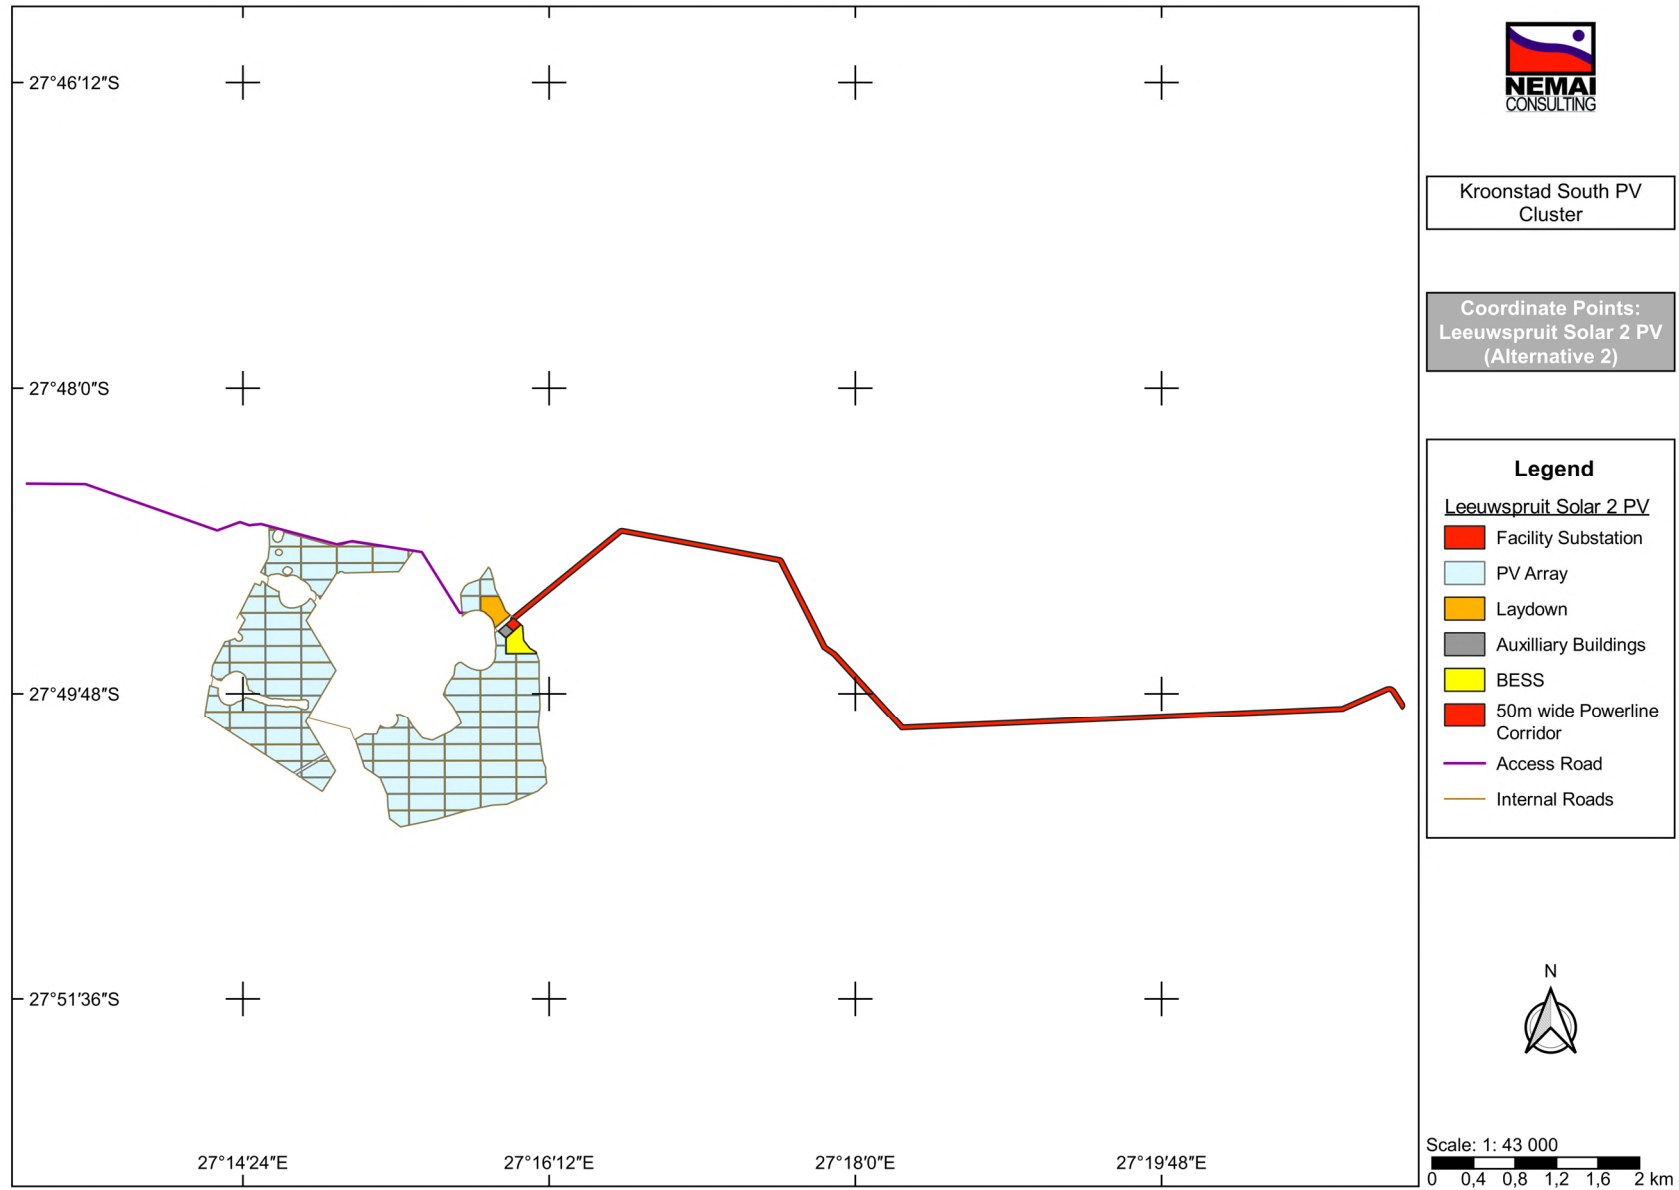 27°46'12"S
27°48'0"S
27°49'48"S
27°51'36"S
27°14'24"E
27°16'12"E
27°18'0"E
27°19'48"E
NEMAI
CONSULTING
Kroonstad South PV
Cluster
Coordinate Points:
Leeuwspruit Solar 2 PV
(Alternative 2)
Legend
Leeuwspruit Solar 2 PV
Facility Substation
PV Array
Laydown
Auxilliary Buildings
BESS
50m wide Powerline
Corridor
Access Road
Internal Roads
N
Scale: 1: 43 000
0 0,4 0,8 1,2 1,6 2 km